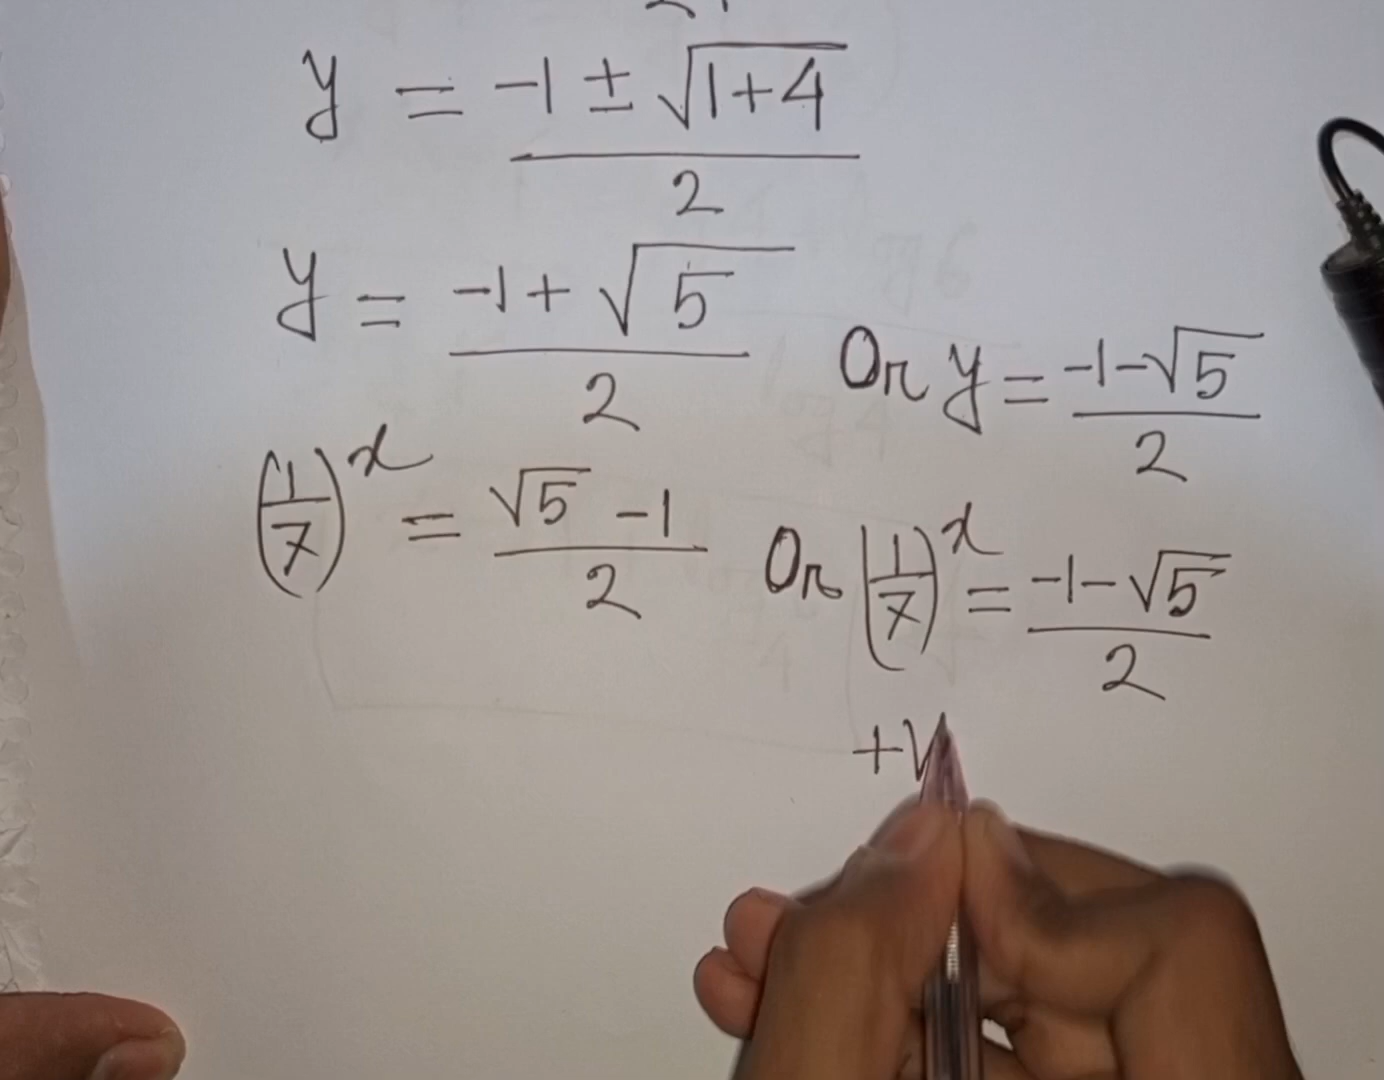 y = (-1 ± √(1+4))/2
y = (-1 + √5)/2 Or y = (-1-√5)/2
(1/7)^x = (√5 - 1)/2 Or (1/7)^x = (-1-√5)/2
+v